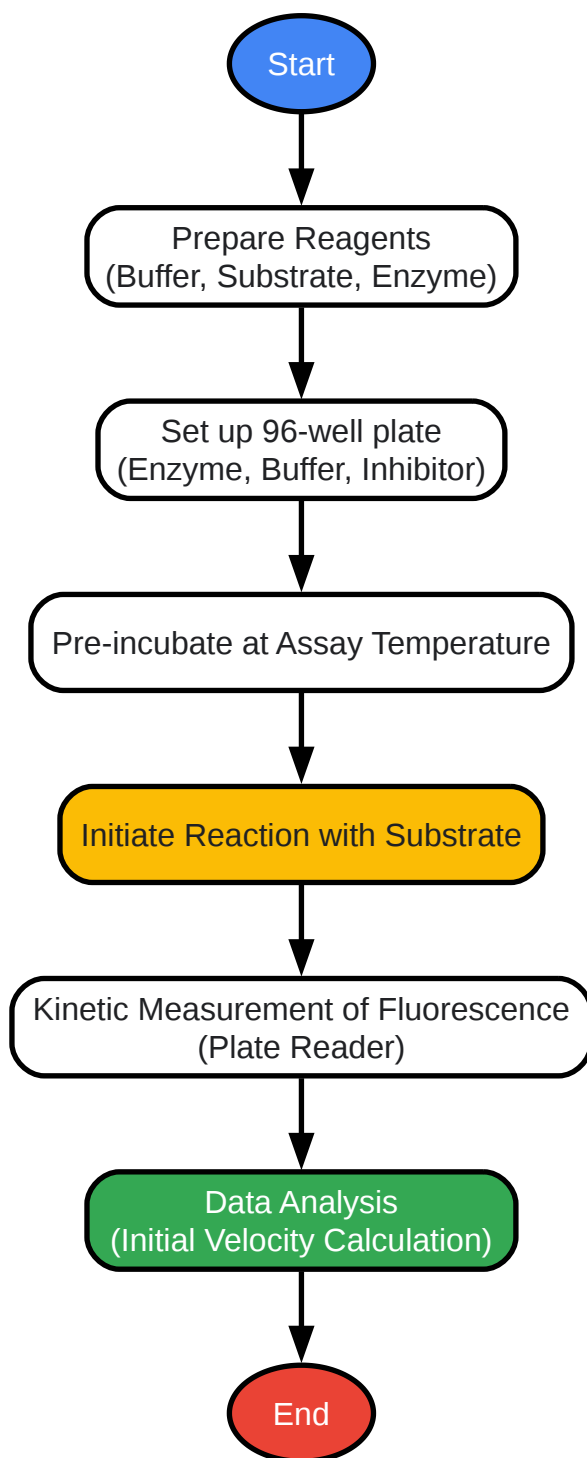 Start
Prepare Reagents
(Buffer, Substrate, Enzyme)
Set up 96-well plate
(Enzyme, Buffer, Inhibitor)
Pre-incubate at Assay Temperature
Initiate Reaction with Substrate
Kinetic Measurement of Fluorescence
(Plate Reader)
Data Analysis
(Initial Velocity Calculation)
End